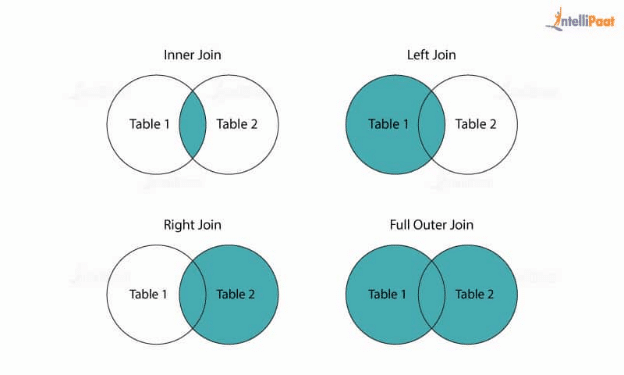 IntelliPaat
Inner Join
Left Join
Table 1
Table 2
Table 1
Table 2
Right Join
Full Outer Join
Table 1
Table 2
Table 1
Table 2